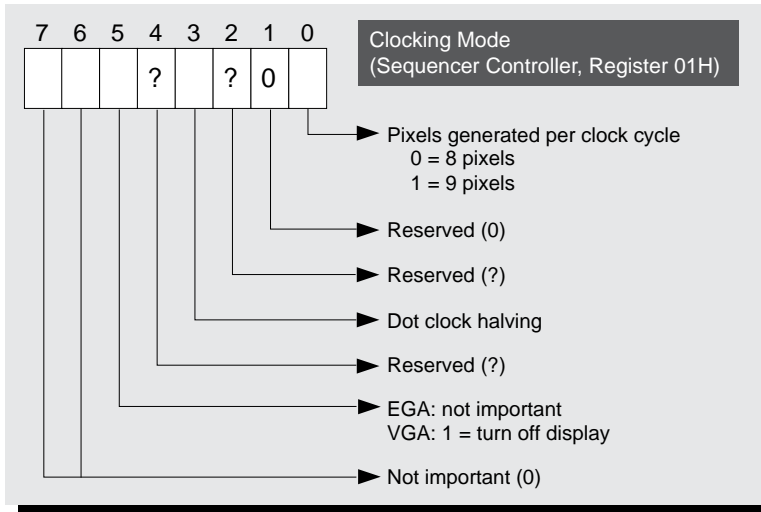 7 6 5 4 3 2 1 0
? ? 0
Clocking Mode
(Sequencer Controller, Register 01H)
Pixels generated per clock cycle
0 = 8 pixels
1 = 9 pixels
Reserved (0)
Reserved (?)
Dot clock halving
Reserved (?)
EGA: not important
VGA: 1 = turn off display
Not important (0)